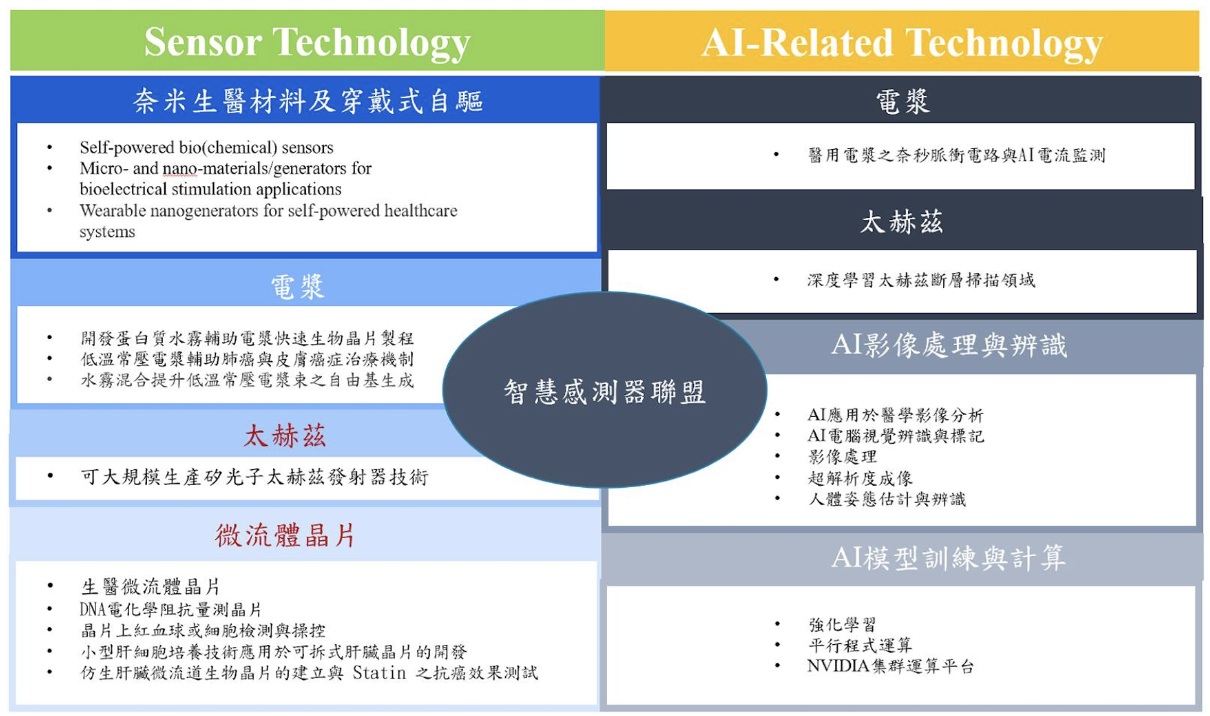 Sensor Technology
奈米生醫材料及穿戴式自驅
• Self-powered bio(chemical) sensors
• Micro- and nano-materials/generators for
bioelectrical stimulation applications
• Wearable nanogenerators for self-powered healthcare
systems
電漿
• 開發蛋白質水霧輔助電漿快速生物晶片製程
• 低溫常壓電漿輔助肺癌與皮膚癌症治療機制
• 水霧混合提升低溫常壓電漿束之自由基生成
太赫茲
• 可大規模生產矽光子太赫茲發射器技術
微流體晶片
• 生醫微流體晶片
• DNA電化學阻抗量測晶片
• 晶片上紅血球或細胞檢測與操控
• 小型肝細胞培養技術應用於可拆式肝臟晶片的開發
• 仿生肝臟微流道生物晶片的建立與 Statin 之抗癌效果測試
智慧感測器聯盟
AI-Related Technology
電漿
• 醫用電漿之奈秒脈衝電路與AI電流監測
太赫茲
• 深度學習太赫茲斷層掃描領域
AI影像處理與辨識
• AI應用於醫學影像分析
• AI電腦視覺辨識與標記
• 影像處理
• 超解析度成像
• 人體姿態估計與辨識
AI模型訓練與計算
• 強化學習
• 平行程式運算
• NVIDIA集群運算平台